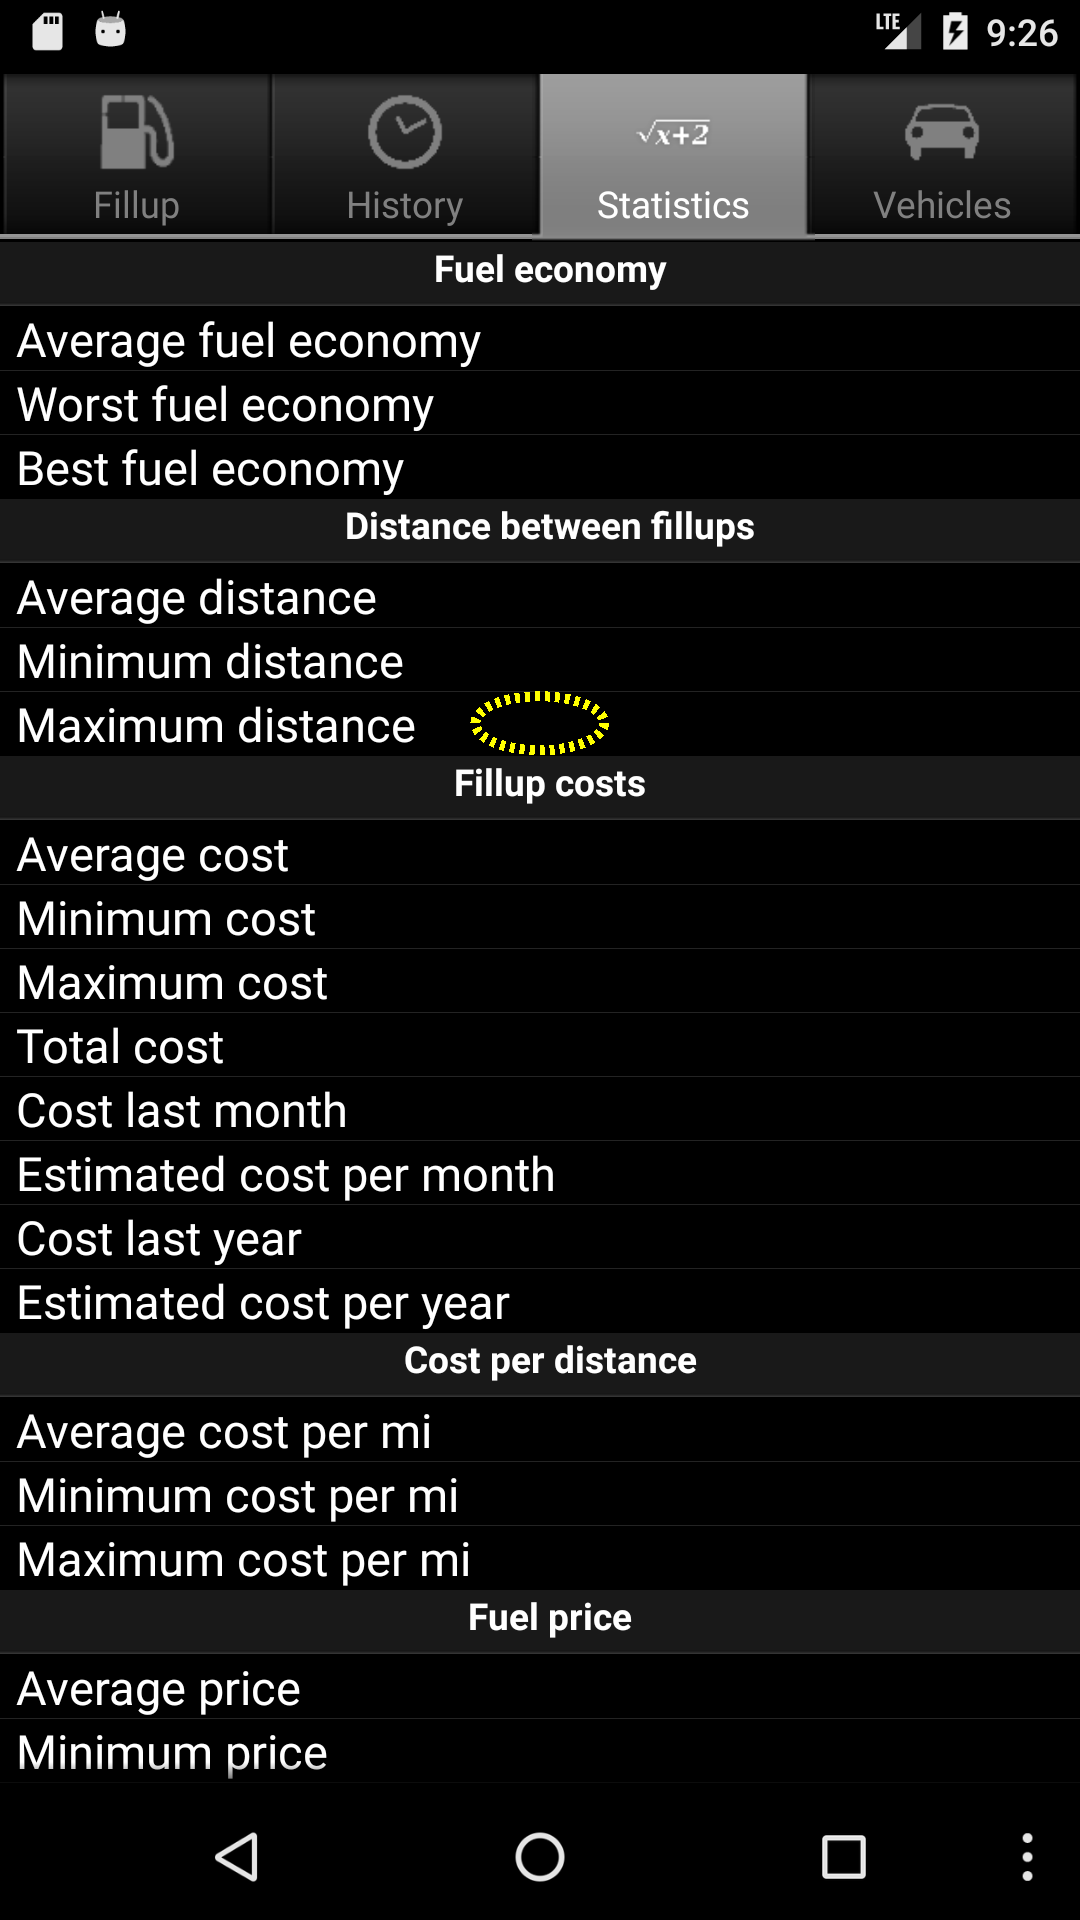 LTE 9:26
√x+2
Fillup History Statistics Vehicles
Fuel economy
Average fuel economy
Worst fuel economy
Best fuel economy
Distance between fillups
Average distance
Minimum distance
Maximum distance
Fillup costs
Average cost
Minimum cost
Maximum cost
Total cost
Cost last month
Estimated cost per month
Cost last year
Estimated cost per year
Cost per distance
Average cost per mi
Minimum cost per mi
Maximum cost per mi
Fuel price
Average price
Minimum price